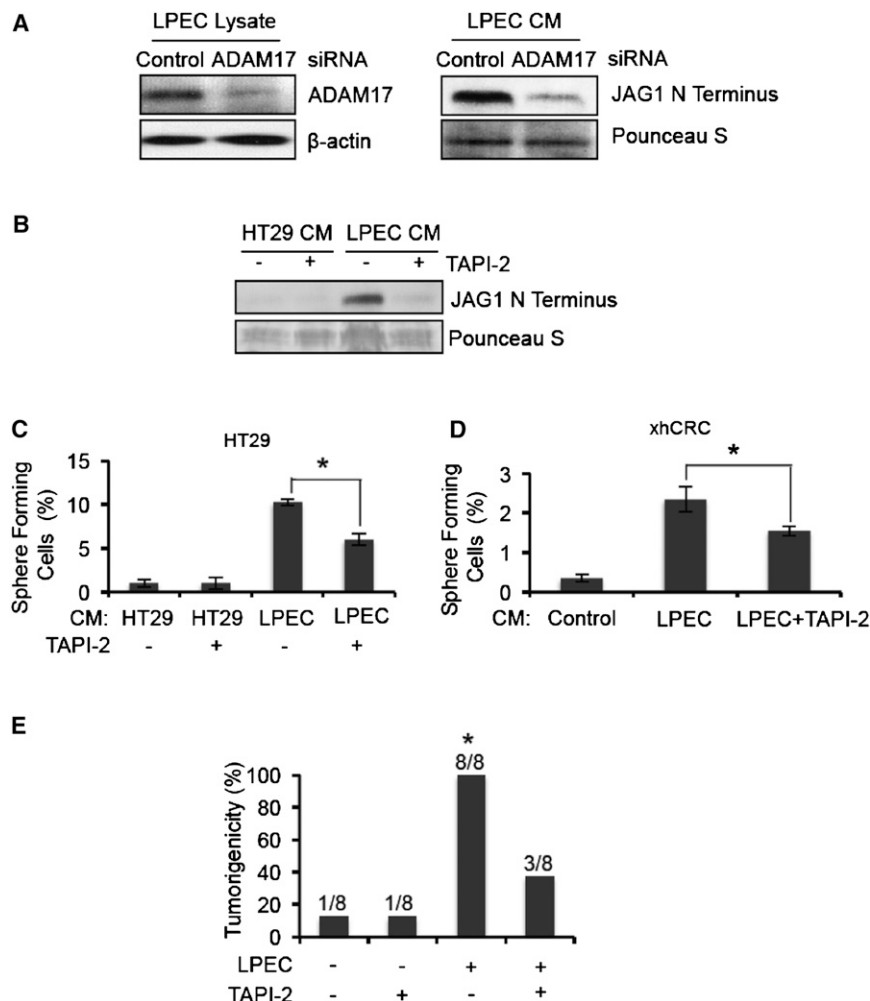 A
LPEC Lysate
Control ADAM17 siRNA
ADAM17
β-actin
LPEC CM
Control ADAM17 siRNA
JAG1 N Terminus
Pounceau S
B
HT29 CM LPEC CM
- + - + TAPI-2
JAG1 N Terminus
Pounceau S
C
HT29
Sphere Forming
Cells (%)
15
10
5
0
*
CM: HT29 HT29 LPEC LPEC
TAPI-2 - + - +
D
xhCRC
Sphere Forming
Cells (%)
3
2
1
0
*
CM: Control LPEC LPEC+TAPI-2
E
Tumorigenicity (%)
100
80
60
40
20
0
*
1/8 1/8 8/8 3/8
LPEC - - + +
TAPI-2 - + - +